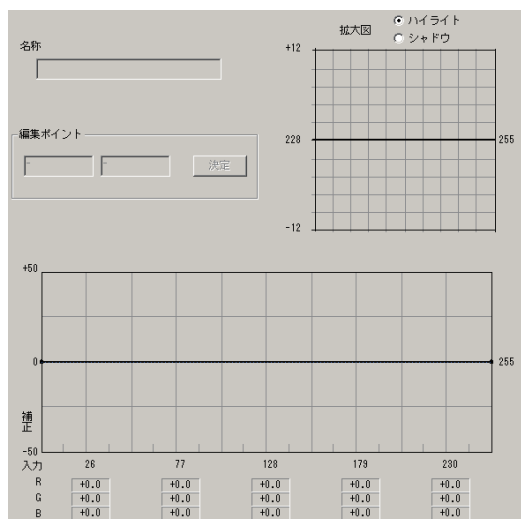 名称
編集ポイント
-
-
決定
拡大図
ハイライト
シャドウ
+12
228
255
-12
+50
0
255
補正
-50
入力
26 77 128 179 230
R +0.0 +0.0 +0.0 +0.0 +0.0
G +0.0 +0.0 +0.0 +0.0 +0.0
B +0.0 +0.0 +0.0 +0.0 +0.0